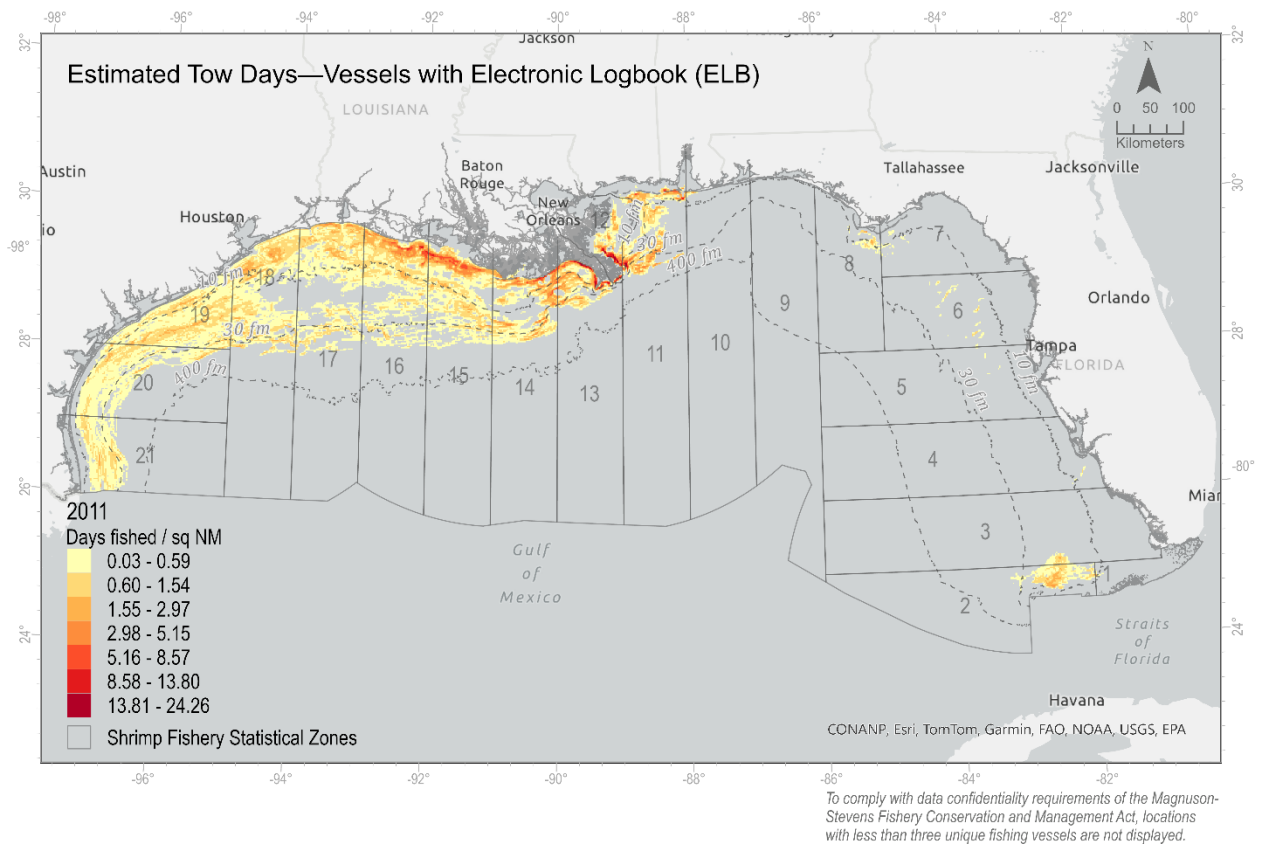 -98° -96° -94° -92° -90° -88° -86° -84° -82° -80°
32° 32°
Jackson
Estimated Tow Days—Vessels with Electronic Logbook (ELB)
N
0 50 100
Kilometers
LOUISIANA
Austin
Baton
Rouge
Tallahassee
Jacksonville
30° 30°
New
Orleans
Houston
io
-98°
12
10 fm
30 fm
400 fm
7
8
18
10 fm
19
30 fm
9
6
Orlando
28° 28°
Tampa
FLORIDA
17 16 15 14 13 11 10
400 fm
20
5
30 fm
10 fm
21
4
-80°
26°
Miar
2011
Days fished / sq NM
0.03 - 0.59
0.60 - 1.54
1.55 - 2.97
2.98 - 5.15
5.16 - 8.57
8.58 - 13.80
13.81 - 24.26
Shrimp Fishery Statistical Zones
Gulf
of
Mexico
3
1
2
24° 24°
Straits
of
Florida
Havana
CONANP, Esri, TomTom, Garmin, FAO, NOAA, USGS, EPA
-96° -94° -92° -90° -88° -86° -84° -82°
To comply with data confidentiality requirements of the Magnuson-
Stevens Fishery Conservation and Management Act, locations
with less than three unique fishing vessels are not displayed.